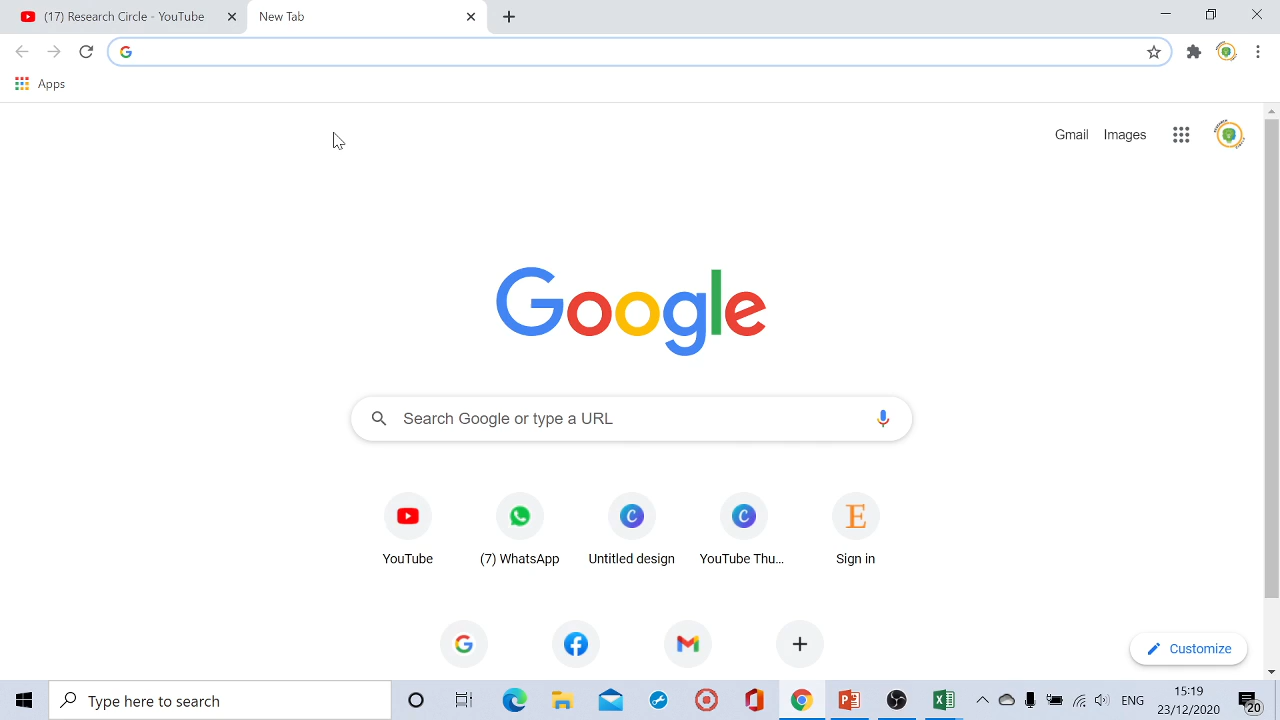 (17) Research Circle - YouTube
New Tab
Apps
Gmail Images
Google
Search Google or type a URL
YouTube
(7) WhatsApp
Untitled design
YouTube Thu...
Sign in
Customize
Type here to search
ENG
15:19
23/12/2020
20